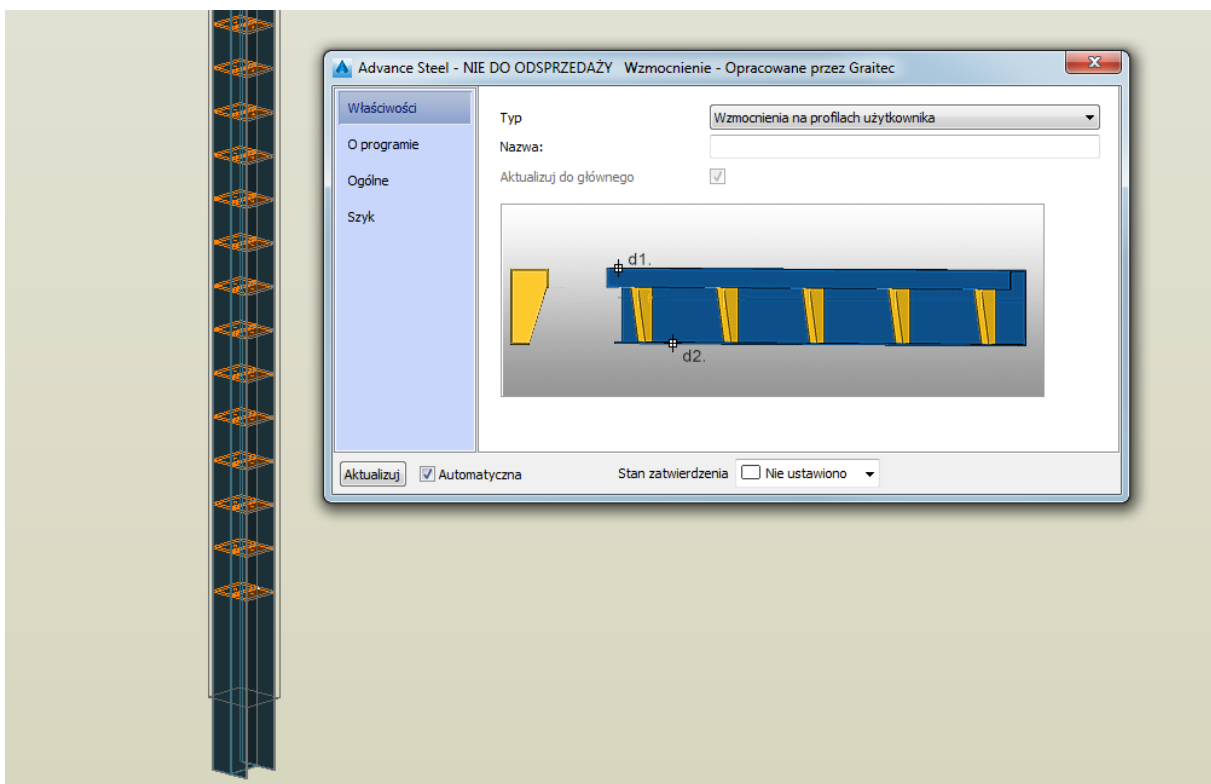 Advance Steel - NIE DO ODSPRZEDAŻY   Wzmocnienie - Opracowane przez Graitec
Właściwości
O programie
Ogólne
Szyk
Typ
Wzmocnienia na profilach użytkownika
Nazwa:
Aktualizuj do głównego
d1.
d2.
Aktualizuj
Automatyczna
Stan zatwierdzenia
Nie ustawiono